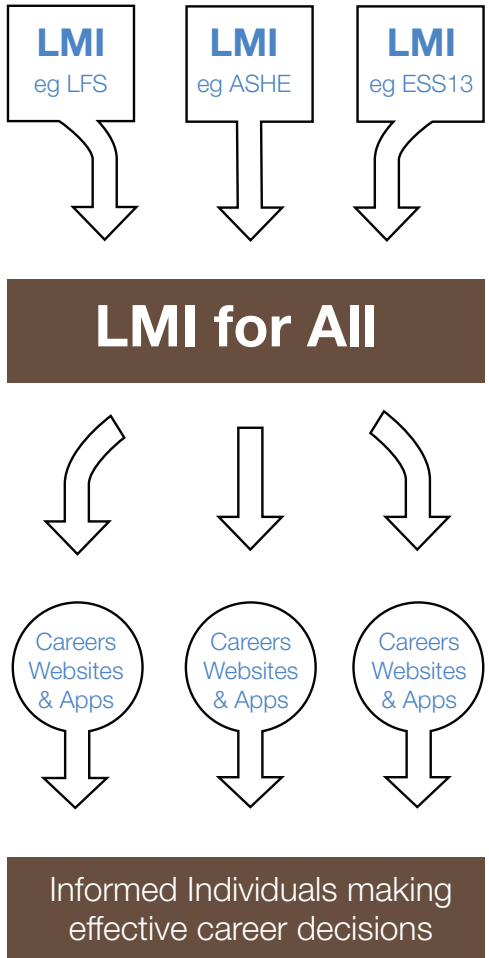 LMI
eg LFS
LMI
eg ASHE
LMI
eg ESS13
LMI for All
Careers
Websites
& Apps
Careers
Websites
& Apps
Careers
Websites
& Apps
Informed Individuals making
effective career decisions